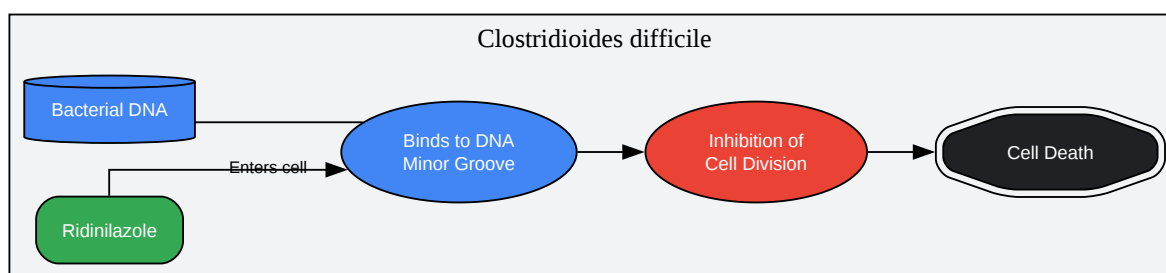 Clostridioides difficile
Bacterial DNA
Binds to DNA
Minor Groove
Inhibition of
Cell Division
Cell Death
Enters cell
Ridinilazole